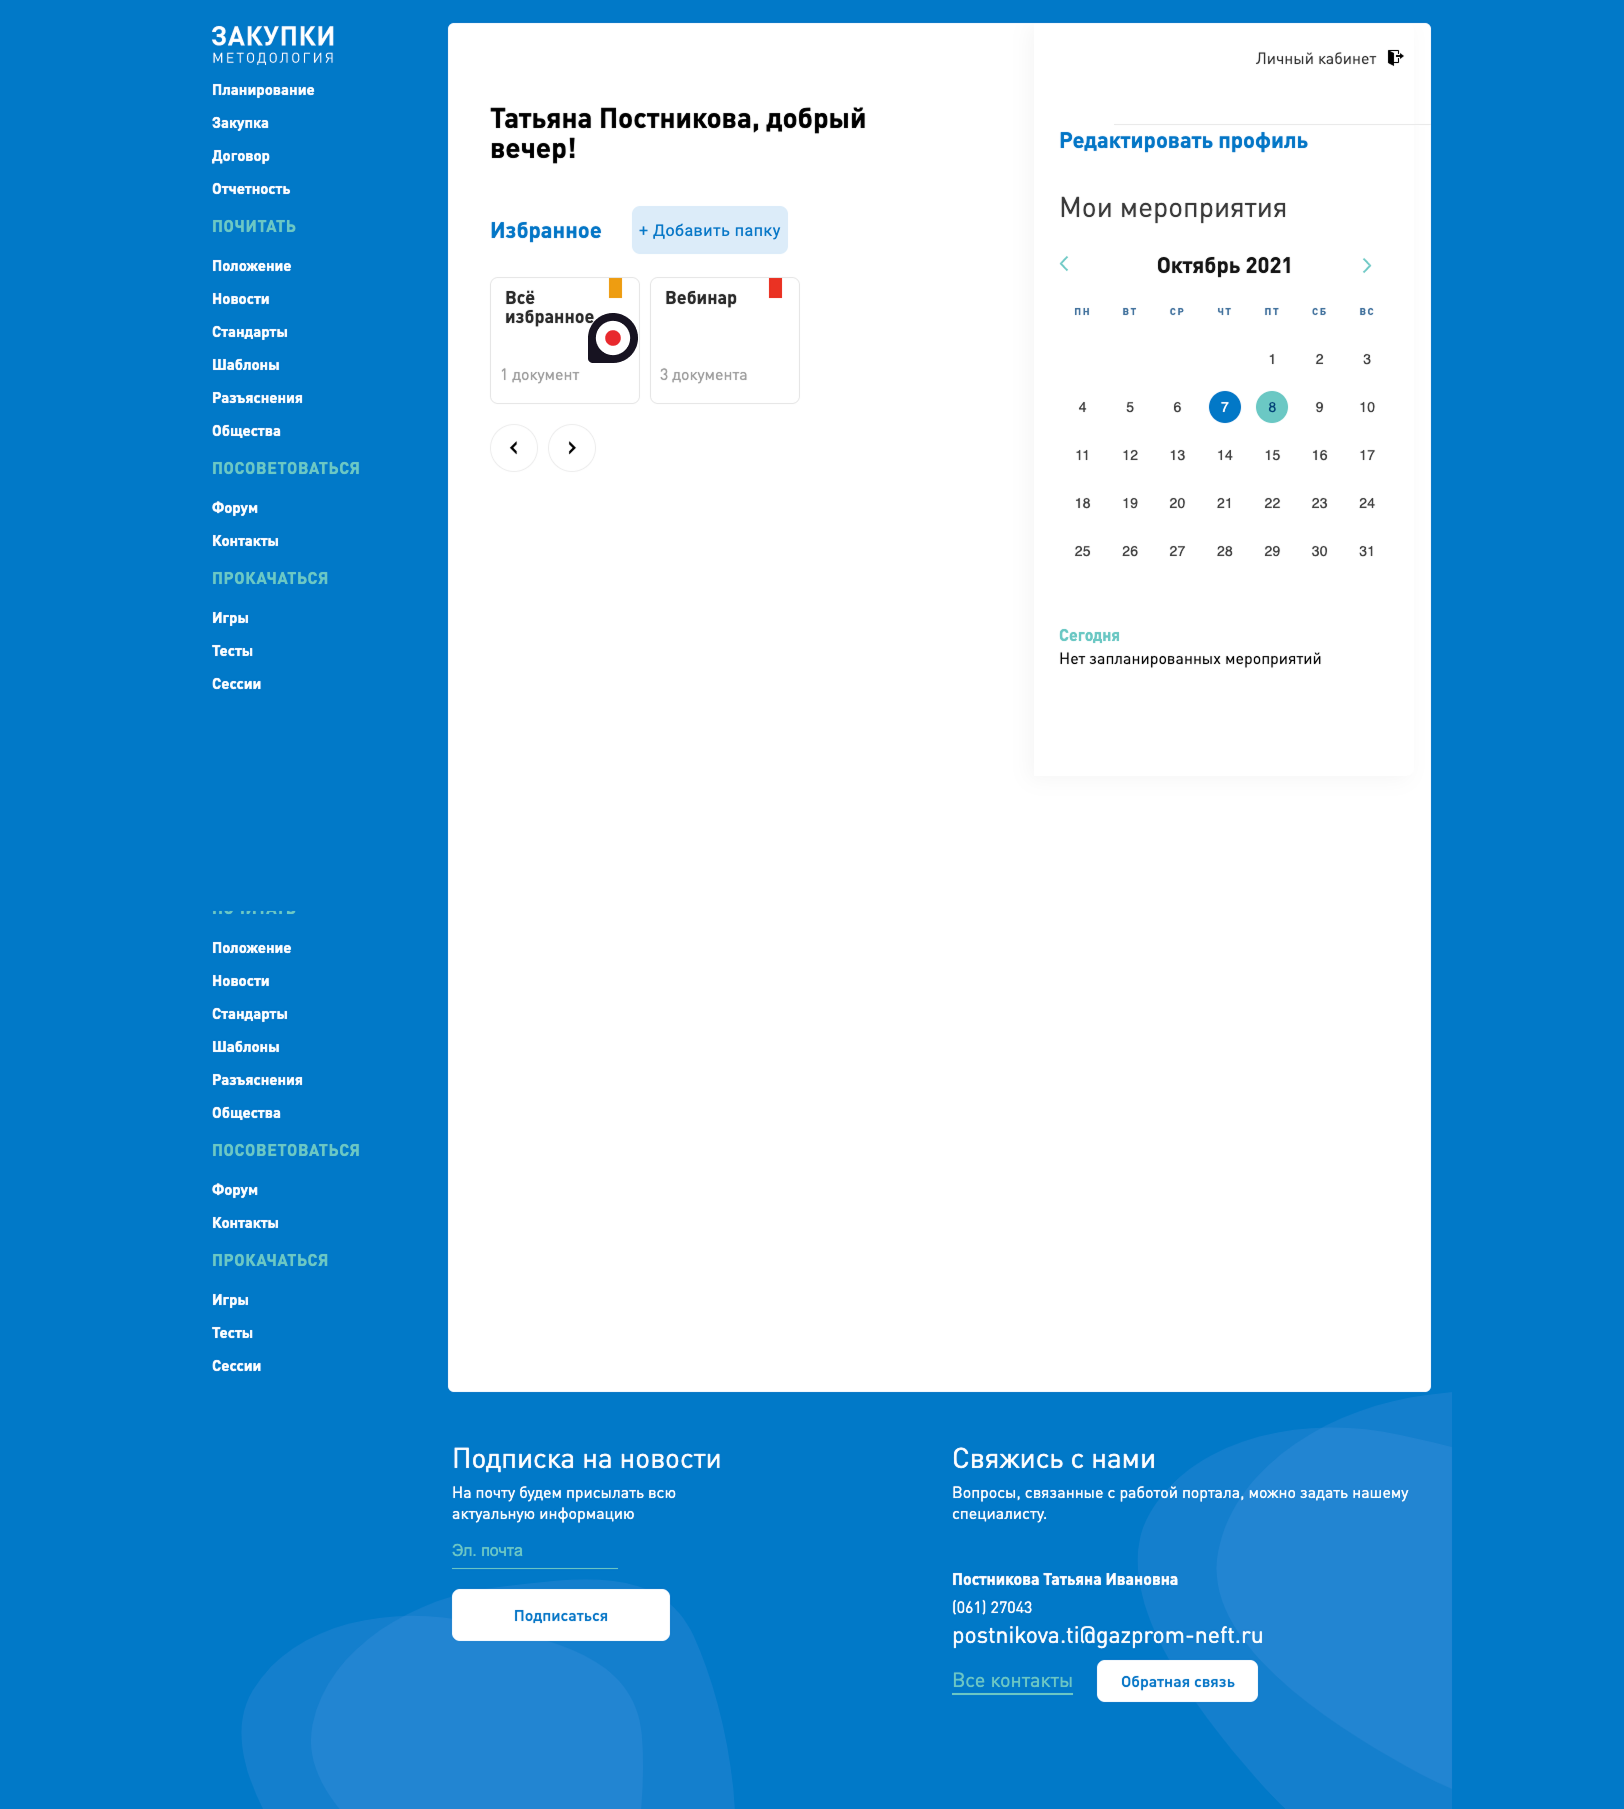 ЗАКУПКИ
МЕТОДОЛОГИЯ
Планирование
Закупка
Договор
Отчетность
ПОЧИТАТЬ
Положение
Новости
Стандарты
Шаблоны
Разъяснения
Общества
ПОСОВЕТОВАТЬСЯ
Форум
Контакты
ПРОКАЧАТЬСЯ
Игры
Тесты
Сессии
ПОЧИТАТЬ
Положение
Новости
Стандарты
Шаблоны
Разъяснения
Общества
ПОСОВЕТОВАТЬСЯ
Форум
Контакты
ПРОКАЧАТЬСЯ
Игры
Тесты
Сессии
Татьяна Постникова, добрый
вечер!
Избранное
+ Добавить папку
Всё
избранное
1 документ
Вебинар
3 документа
Личный кабинет
Редактировать профиль
Мои мероприятия
Октябрь 2021
ПН ВТ СР ЧТ ПТ СБ ВС
1 2 3
4 5 6 7 8 9 10
11 12 13 14 15 16 17
18 19 20 21 22 23 24
25 26 27 28 29 30 31
Сегодня
Нет запланированных мероприятий
Подписка на новости
На почту будем присылать всю
актуальную информацию
Эл. почта
Подписаться
Свяжись с нами
Вопросы, связанные с работой портала, можно задать нашему
специалисту.
Постникова Татьяна Ивановна
(061) 27043
postnikova.ti@gazprom-neft.ru
Все контакты
Обратная связь